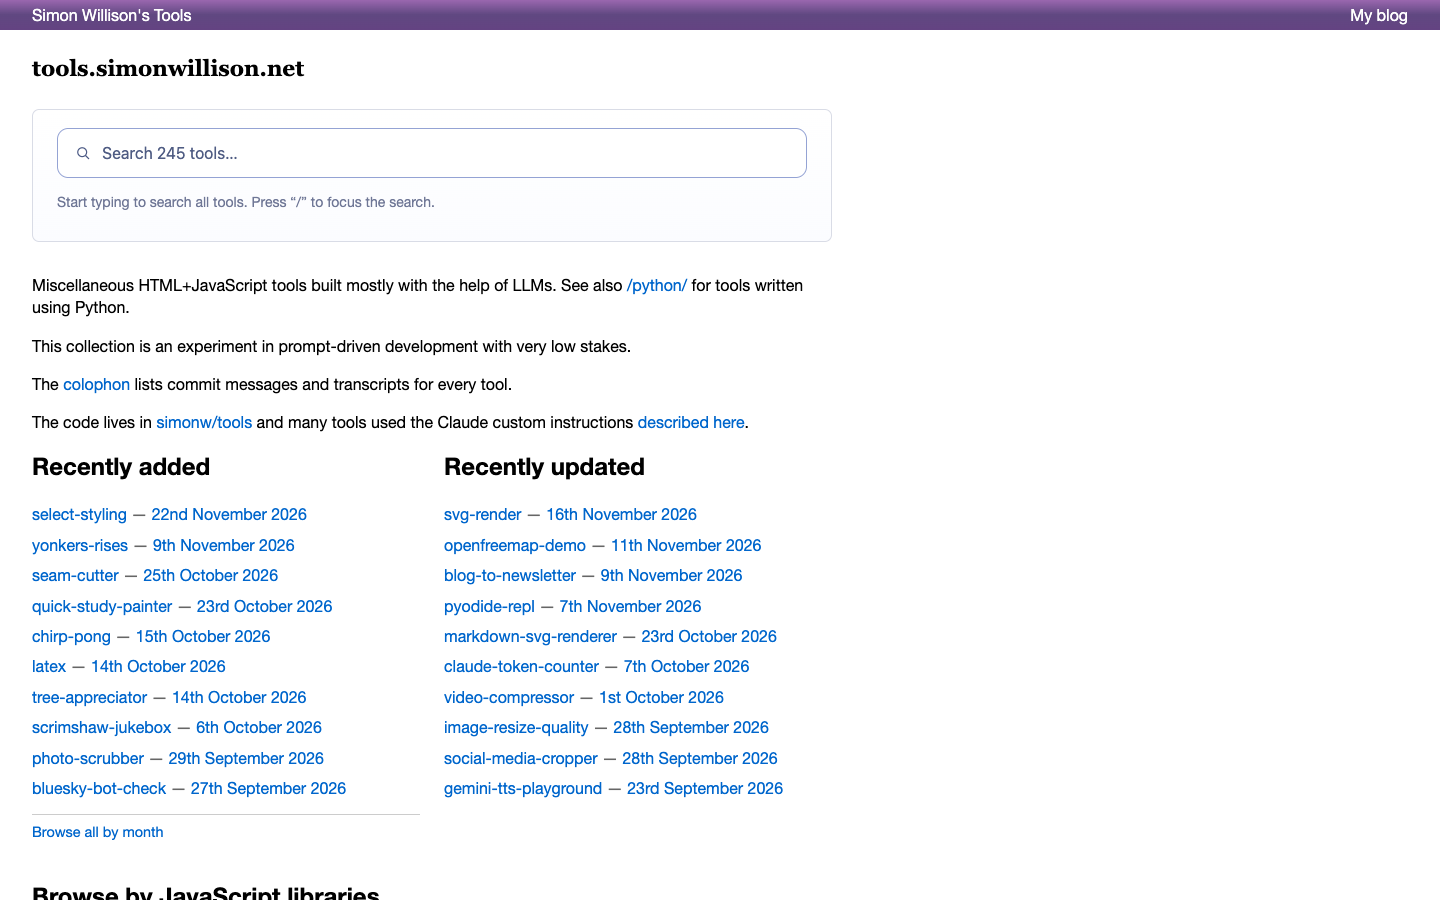 Simon Willison's Tools
My blog
tools.simonwillison.net
Search 245 tools...
Start typing to search all tools. Press “/” to focus the search.
Miscellaneous HTML+JavaScript tools built mostly with the help of LLMs. See also /python/ for tools written
using Python.
This collection is an experiment in prompt-driven development with very low stakes.
The colophon lists commit messages and transcripts for every tool.
The code lives in simonw/tools and many tools used the Claude custom instructions described here.
Recently added
select-styling — 22nd November 2026
yonkers-rises — 9th November 2026
seam-cutter — 25th October 2026
quick-study-painter — 23rd October 2026
chirp-pong — 15th October 2026
latex — 14th October 2026
tree-appreciator — 14th October 2026
scrimshaw-jukebox — 6th October 2026
photo-scrubber — 29th September 2026
bluesky-bot-check — 27th September 2026
Browse all by month
Recently updated
svg-render — 16th November 2026
openfreemap-demo — 11th November 2026
blog-to-newsletter — 9th November 2026
pyodide-repl — 7th November 2026
markdown-svg-renderer — 23rd October 2026
claude-token-counter — 7th October 2026
video-compressor — 1st October 2026
image-resize-quality — 28th September 2026
social-media-cropper — 28th September 2026
gemini-tts-playground — 23rd September 2026
Browse by JavaScript libraries